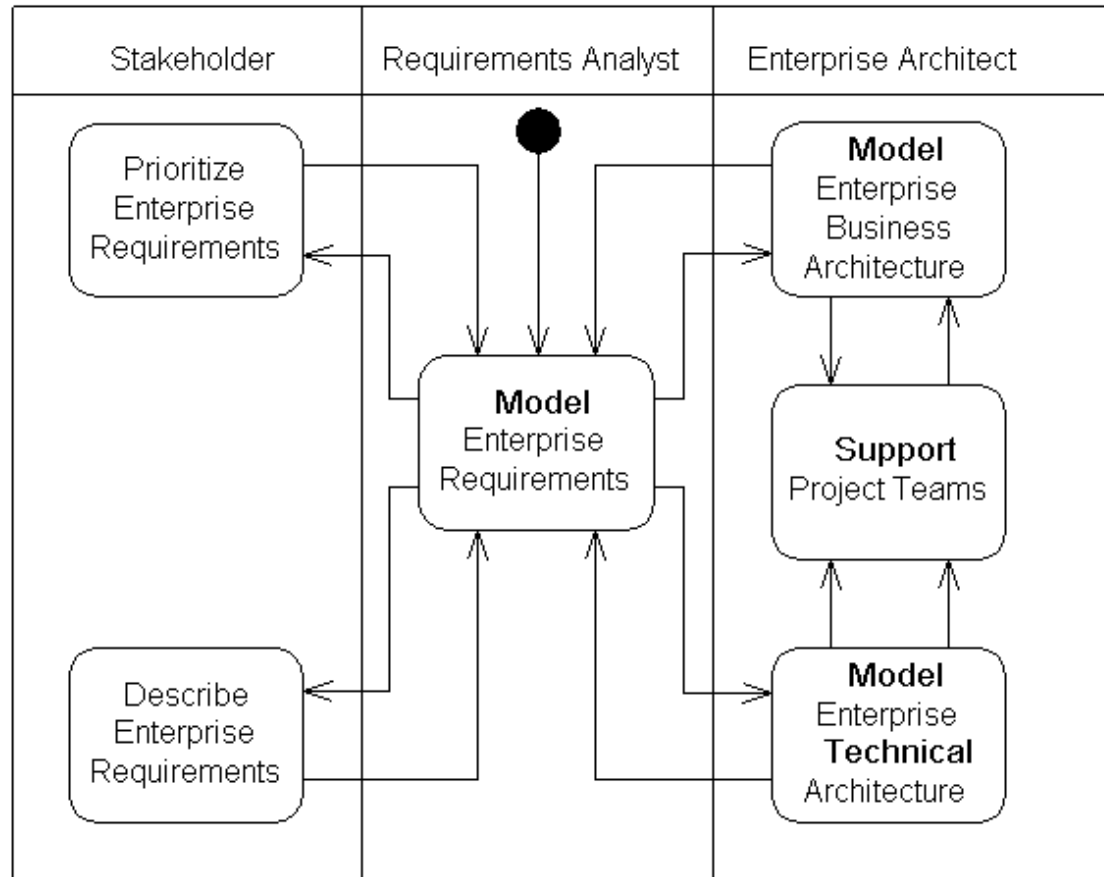 Stakeholder
Requirements Analyst
Enterprise Architect
Prioritize
Enterprise
Requirements
Model
Enterprise
Business
Architecture
Model
Enterprise
Requirements
Support
Project Teams
Describe
Enterprise
Requirements
Model
Enterprise
Technical
Architecture